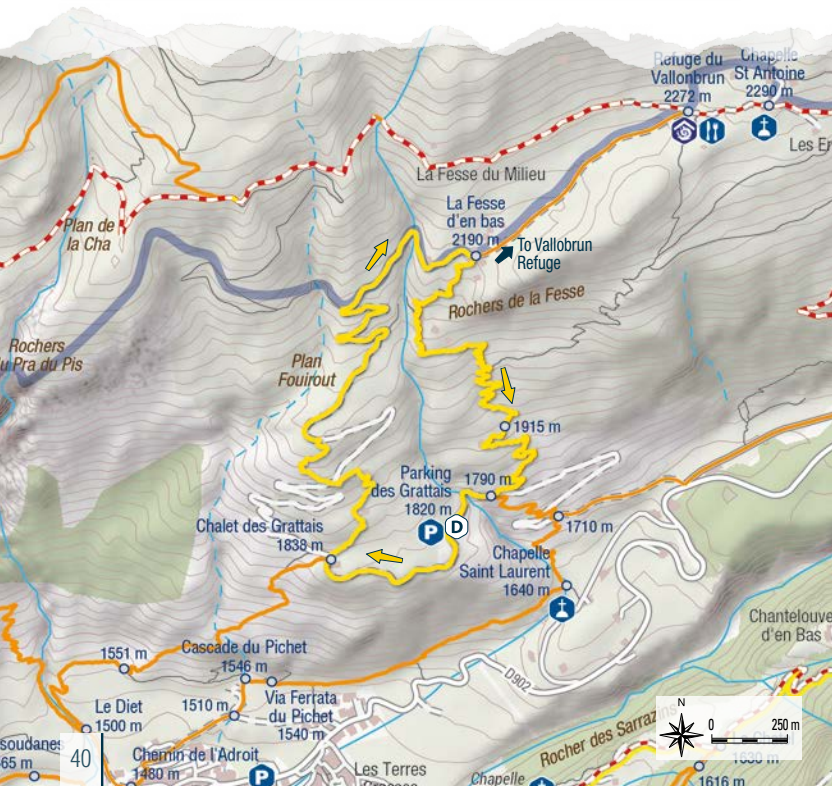 Refuge du
Vallonbrun
2272 m
Chapelle
St Antoine
2290 m
Les
La Fesse du Milieu
La Fesse
d'en bas
2190 m
To Vallobrun
Refuge
Plan de
la Cha
Rochers de la Fesse
Rochers
du Pra du Pis
Plan
Fouirout
1915 m
Parking
des Grattais
1820 m
P
D
1790 m
1710 m
Chalet des Grattais
1838 m
Chapelle
Saint Laurent
1640 m
Chantelouve
d'en Bas
1551 m
Cascade du Pichet
1546 m
D902
Le Diet
1500 m
1510 m
Via Ferrata
du Pichet
1540 m
N
0 250 m
Rocher des Sarrazins
1630 m
soudanes
65 m
40
Chemin de l'Adroit
1480 m
P
Les Terres
Chapelle
1616 m